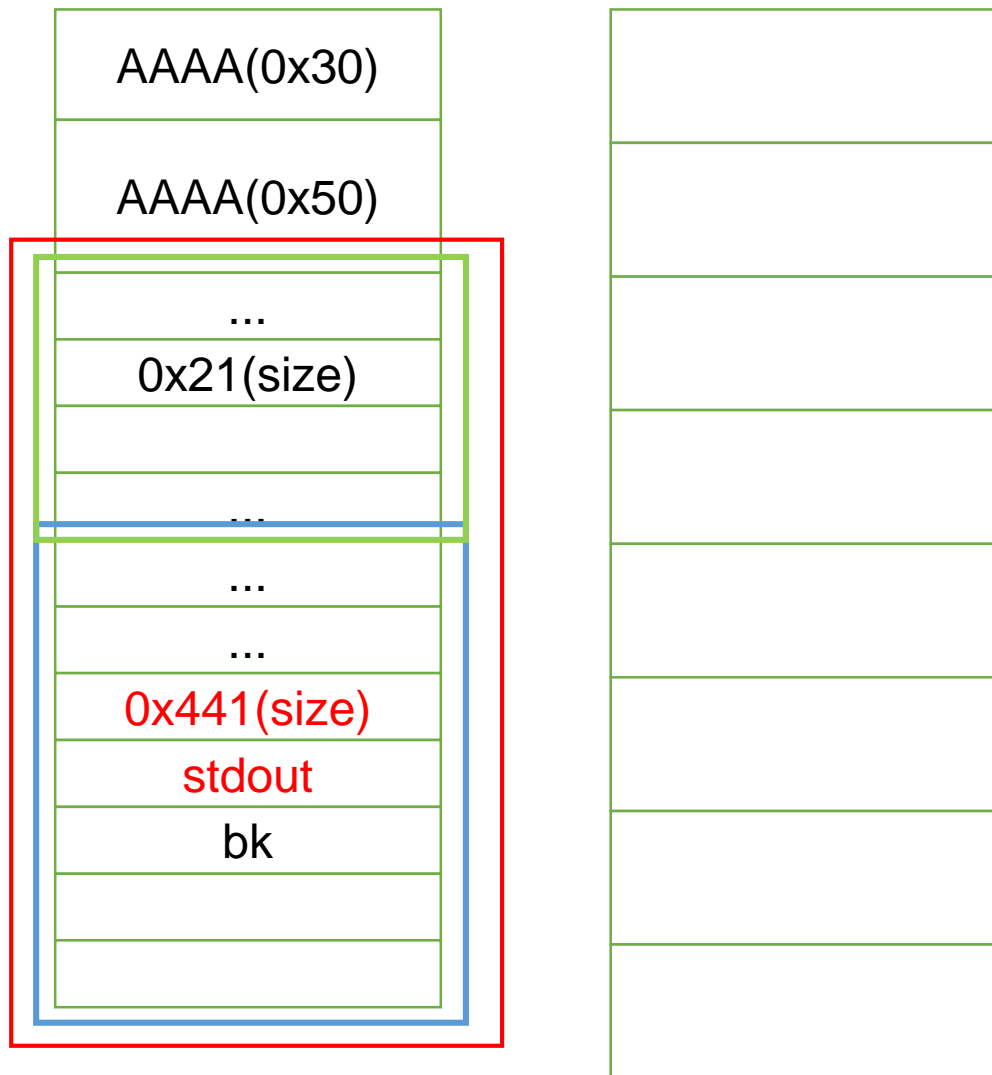 AAAA(0x30)
AAAA(0x50)
...
0x21(size)
...
...
...
0x441(size)
stdout
bk